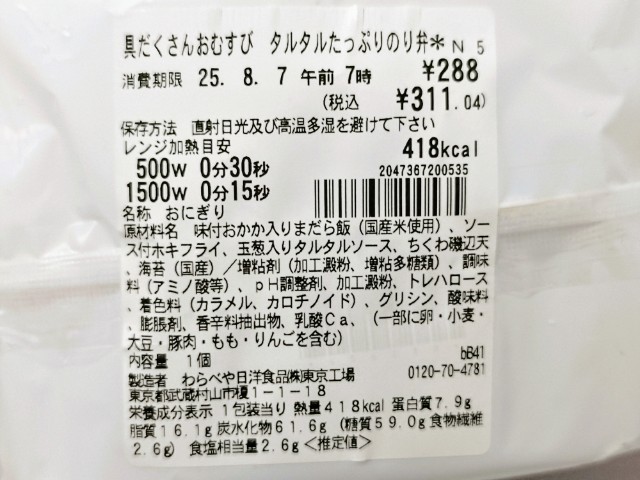 具だくさんおむすび タルタルたっぷりのり弁* N 5
消費期限 25. 8. 7 午前 7時 ¥288
(税込 ¥311.04)
保存方法 直射日光及び高温多湿を避けて下さい
レンジ加熱目安 418kcal
500W 0分30秒
2047367200535
1500W 0分15秒
名称 おにぎり
原材料名 味付おかか入りまだら飯(国産米使用)、ソー
ス付ホキフライ、玉葱入りタルタルソース、ちくわ磯辺天
、海苔(国産)/増粘剤(加工澱粉、増粘多糖類)、調味
料(アミノ酸等)、pH調整剤、加工澱粉、トレハロース
、着色料(カラメル、カロチノイド)、グリシン、酸味料
、膨脹剤、香辛料抽出物、乳酸Ca、(一部に卵・小麦・
大豆・豚肉・もも・りんごを含む)
内容量 1個 bB41
製造者 わらべや日洋食品㈱東京工場 0120-70-4781
東京都武蔵村山市榎1-1-18
栄養成分表示 1包装当り 熱量418kcal 蛋白質7.9g
脂質16.1g 炭水化物61.6g (糖質59.0g 食物繊維
2.6g) 食塩相当量2.6g <推定値>